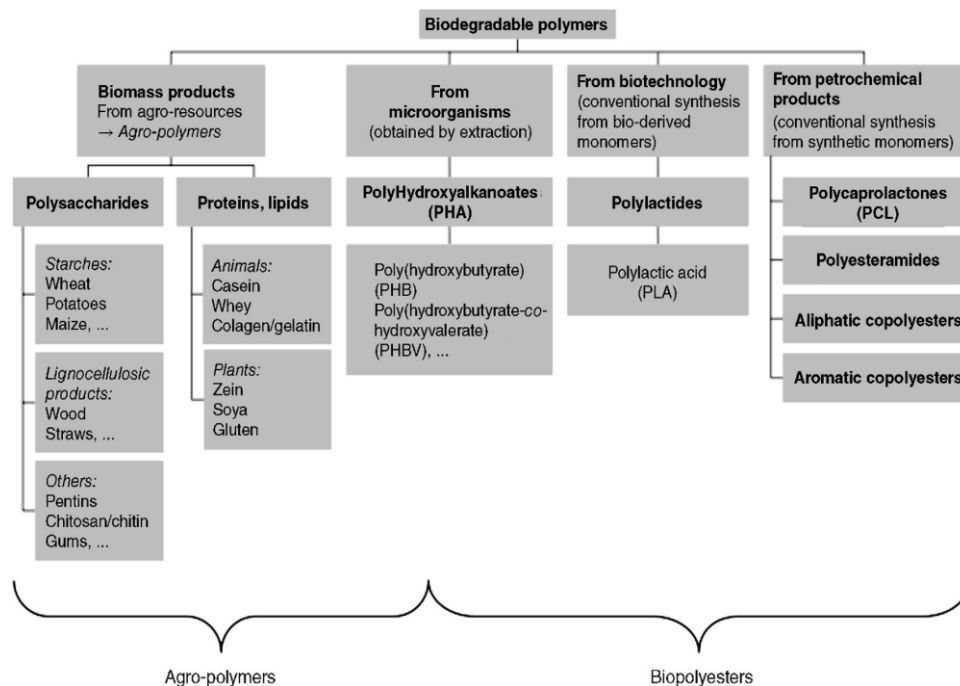 Biodegradable polymers
Biomass products
From agro-resources
→ Agro-polymers
From
microorganisms
(obtained by extraction)
From biotechnology
(conventional synthesis
from bio-derived
monomers)
From petrochemical
products
(conventional synthesis
from synthetic monomers)
Polysaccharides
Proteins, lipids
PolyHydroxyalkanoates
(PHA)
Polylactides
Polycaprolactones
(PCL)
Starches:
Wheat
Potatoes
Maize, ...
Lignocellulosic
products:
Wood
Straws, ...
Others:
Pentins
Chitosan/chitin
Gums, ...
Animals:
Casein
Whey
Colagen/gelatin
Plants:
Zein
Soya
Gluten
Poly(hydroxybutyrate)
(PHB)
Poly(hydroxybutyrate-co-
hydroxyvalerate)
(PHBV), ...
Polylactic acid
(PLA)
Polyesteramides
Aliphatic copolyesters
Aromatic copolyesters
Agro-polymers
Biopolyesters